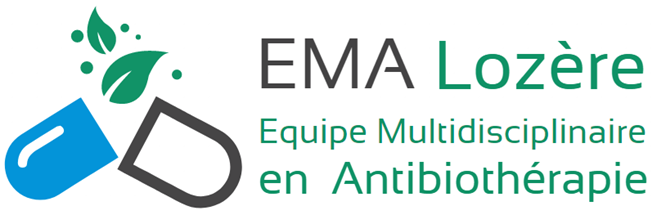 EMA Lozère
Equipe Multidisciplinaire
en Antibiothérapie